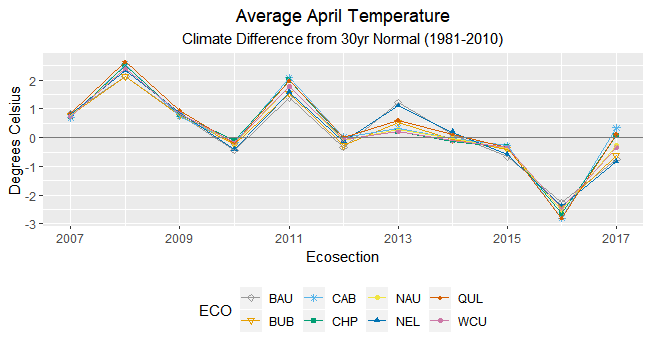 Average April Temperature
Climate Difference from 30yr Normal (1981-2010)
Degrees Celsius
2
1
0
-1
-2
-3
2007 2009 2011 2013 2015 2017
Ecosection
ECO
BAU CAB NAU QUL
BUB CHP NEL WCU